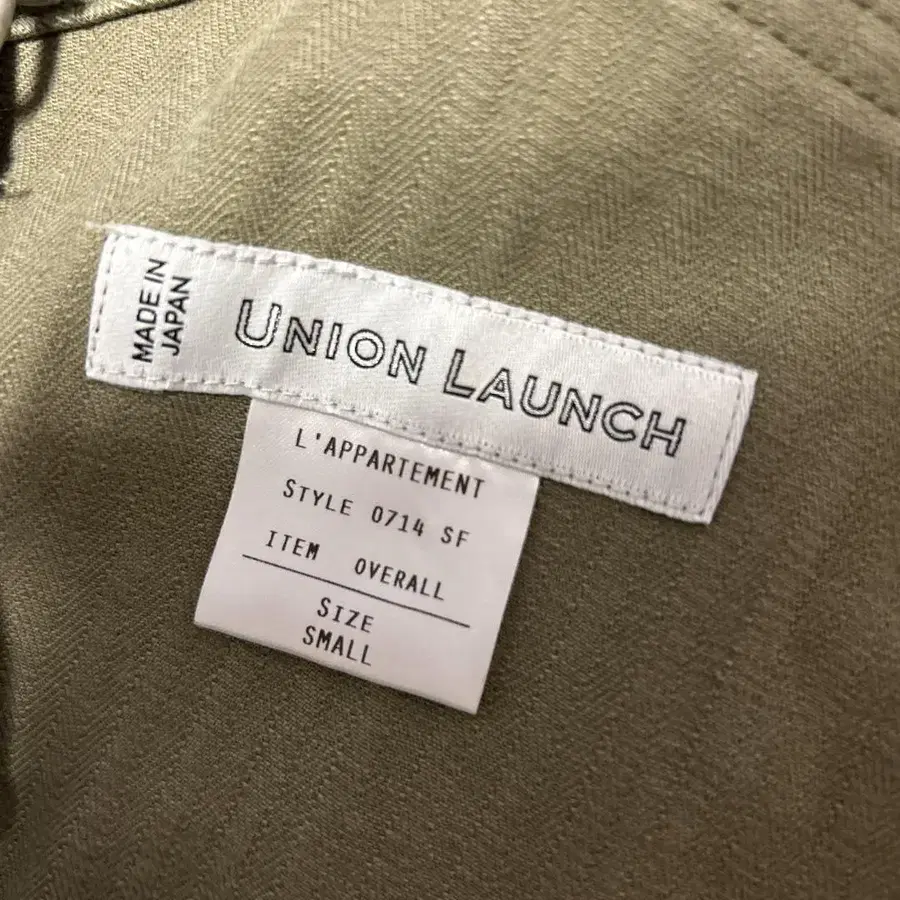 MADE IN
JAPAN
UNION LAUNCH
L'APPARTEMENT
STYLE 0714 SF
ITEM OVERALL
SIZE
SMALL